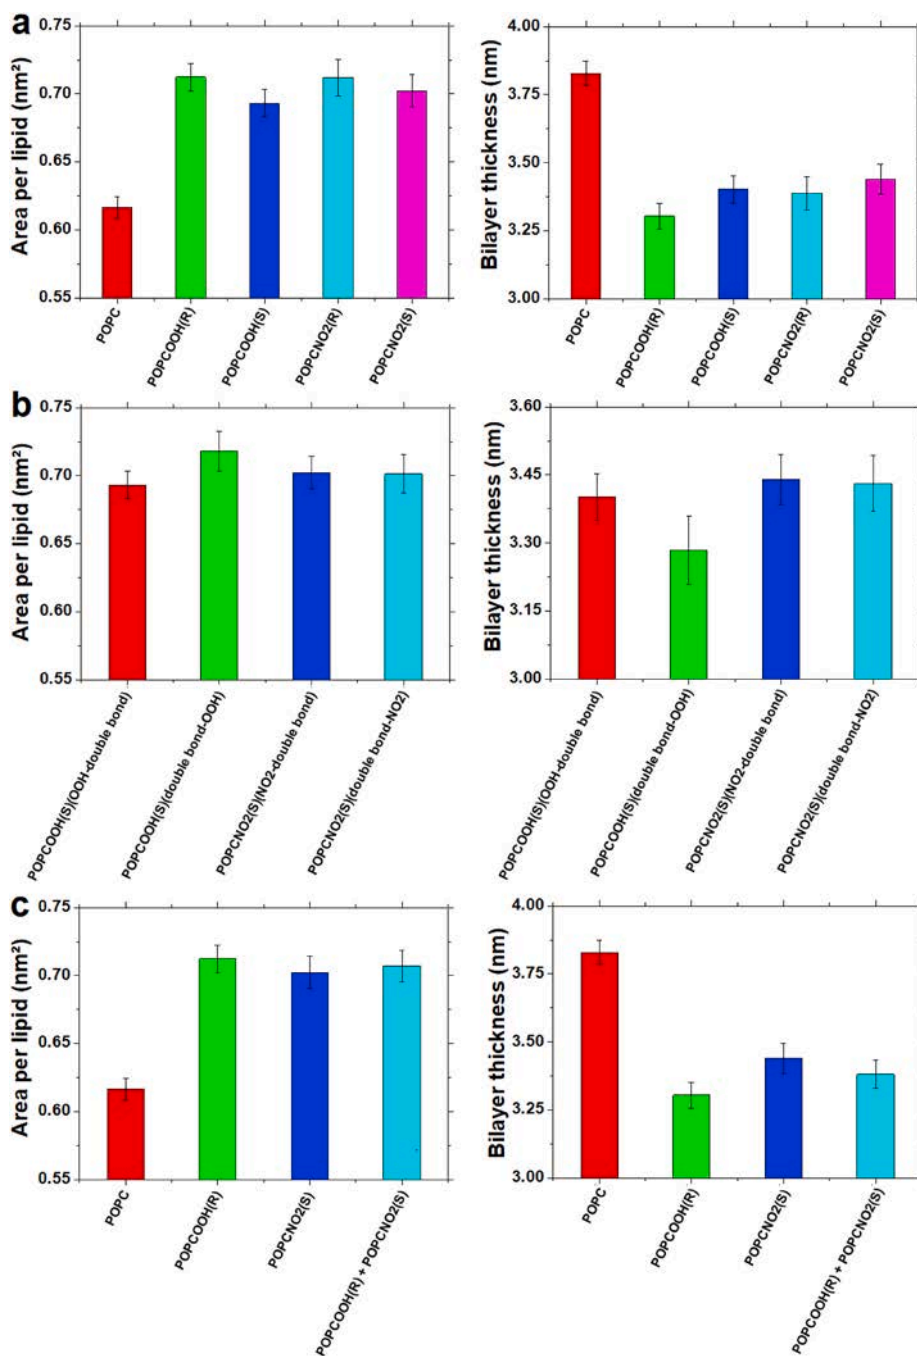 a
Area per lipid (nm²)
0.75
0.70
0.65
0.60
0.55
POPC
POPCOOH(R)
POPCOOH(S)
POPCNO2(R)
POPCNO2(S)
Bilayer thickness (nm)
4.00
3.75
3.50
3.25
3.00
POPC
POPCOOH(R)
POPCOOH(S)
POPCNO2(R)
POPCNO2(S)
b
Area per lipid (nm²)
0.75
0.70
0.65
0.60
0.55
POPCOOH(S)(OOH-double bond)
POPCOOH(S)(double bond-OOH)
POPCNO2(S)(NO2-double bond)
POPCNO2(S)(double bond-NO2)
Bilayer thickness (nm)
3.60
3.45
3.30
3.15
3.00
POPCOOH(S)(OOH-double bond)
POPCOOH(S)(double bond-OOH)
POPCNO2(S)(NO2-double bond)
POPCNO2(S)(double bond-NO2)
c
Area per lipid (nm²)
0.75
0.70
0.65
0.60
0.55
POPC
POPCOOH(R)
POPCNO2(S)
POPCOOH(R) + POPCNO2(S)
Bilayer thickness (nm)
4.00
3.75
3.50
3.25
3.00
POPC
POPCOOH(R)
POPCNO2(S)
POPCOOH(R) + POPCNO2(S)